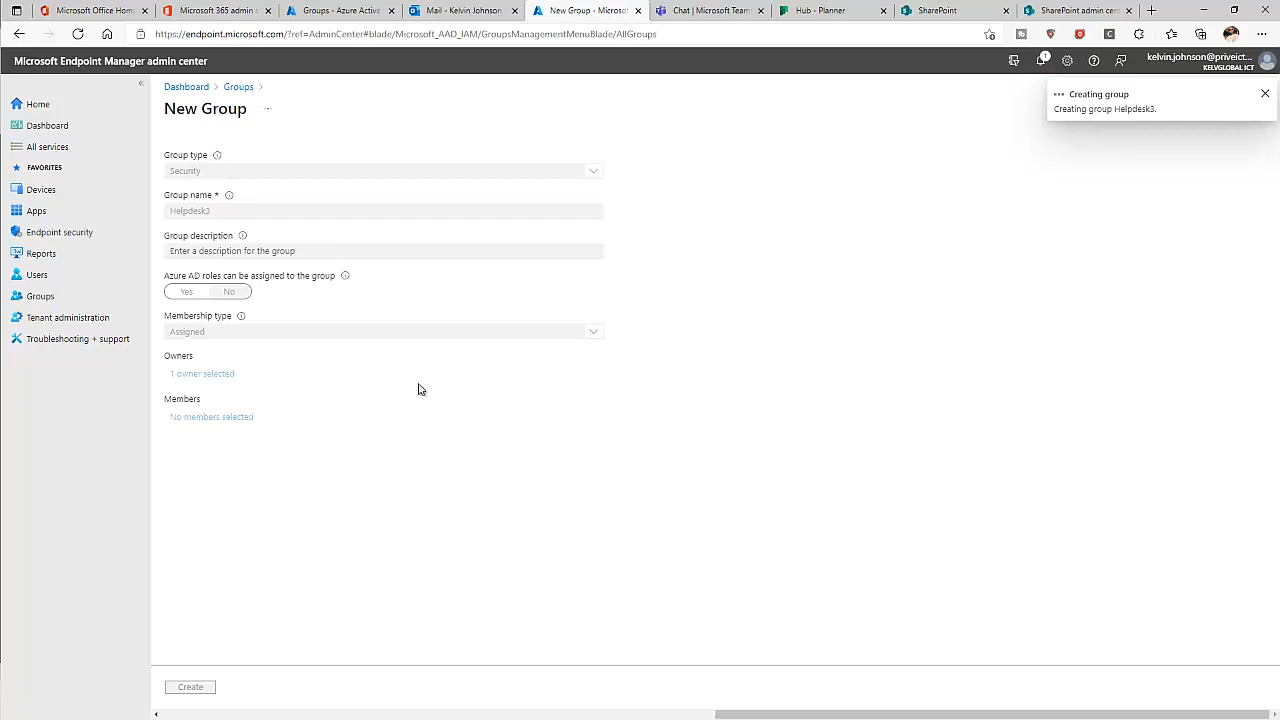 Microsoft Office Home
Microsoft 365 admin c
Groups - Azure Active
Mail - Kelvin Johnson
New Group - Microsof
Chat | Microsoft Team
Hub - Planner
SharePoint
SharePoint admin cent
https://endpoint.microsoft.com/?ref=AdminCenter#blade/Microsoft_AAD_IAM/GroupsManagementMenuBlade/AllGroups
Microsoft Endpoint Manager admin center
1
kelvin.johnson@priveict...
KELVGLOBAL ICT
Dashboard > Groups >
New Group ...
Creating group
Creating group Helpdesk3.
Home
Dashboard
All services
FAVORITES
Devices
Apps
Endpoint security
Reports
Users
Groups
Tenant administration
Troubleshooting + support
Group type
Security
Group name *
Helpdesk3
Group description
Enter a description for the group
Azure AD roles can be assigned to the group
Yes No
Membership type
Assigned
Owners
1 owner selected
Members
No members selected
Create